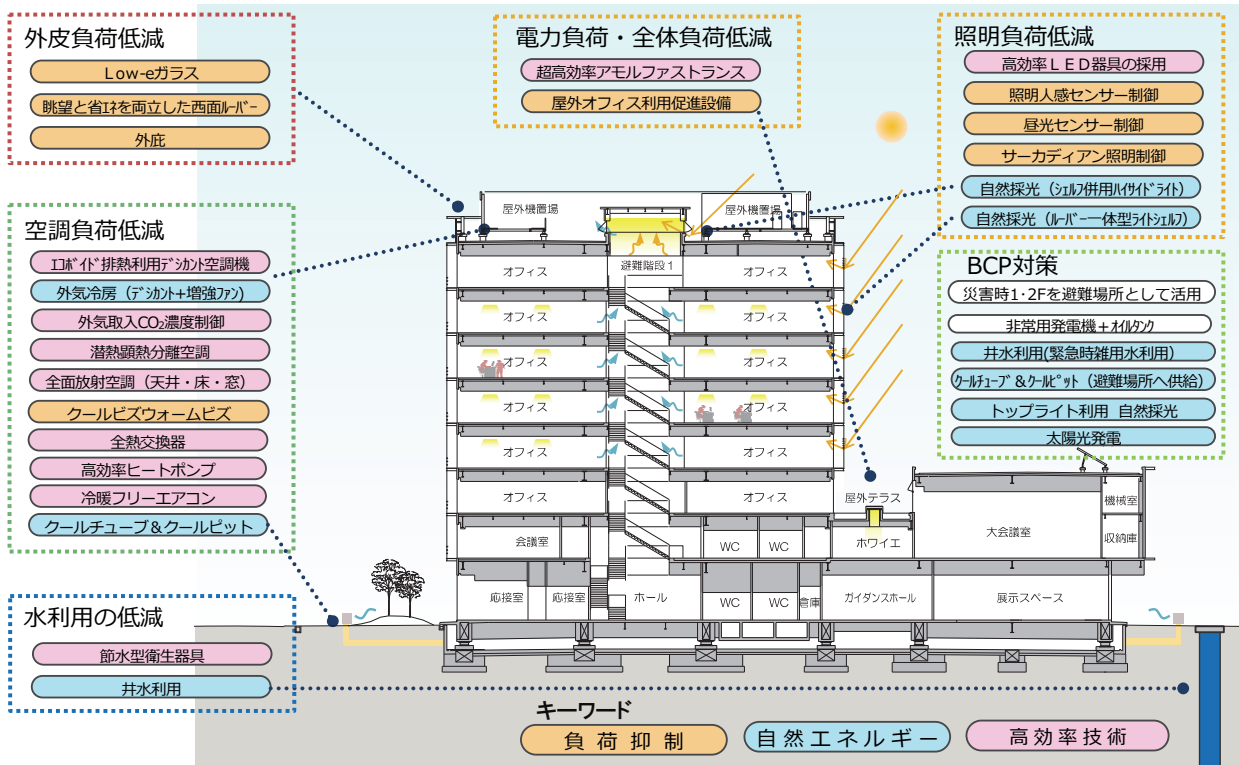 外皮負荷低減
Low-eガラス
眺望と省ｴﾈを両立した西面ﾙｰﾊﾞｰ
外庇
電力負荷・全体負荷低減
超高効率アモルファストランス
屋外オフィス利用促進設備
照明負荷低減
高効率ＬＥＤ器具の採用
照明人感センサー制御
昼光センサー制御
サーカディアン照明制御
自然採光（ｼｪﾙﾌ併用ﾊｲｻｲﾄﾞﾗｲﾄ）
自然採光（ﾙｰﾊﾞｰ一体型ﾗｲﾄｼｪﾙﾌ）
空調負荷低減
ｴｺﾎﾞｲﾄﾞ排熱利用ﾃﾞｼｶﾝﾄ空調機
外気冷房（ﾃﾞｼｶﾝﾄ+増強ﾌｧﾝ）
外気取入CO₂濃度制御
潜熱顕熱分離空調
全面放射空調（天井・床・窓）
クールビズウォームビズ
全熱交換器
高効率ヒートポンプ
冷暖フリーエアコン
クールチューブ＆クールピット
BCP対策
災害時1･2Fを避難場所として活用
非常用発電機＋ｵｲﾙﾀﾝｸ
井水利用(緊急時雑用水利用)
ｸｰﾙﾁｭｰﾌﾞ＆ｸｰﾙﾋﾟｯﾄ（避難場所へ供給）
トップライト利用 自然採光
太陽光発電
水利用の低減
節水型衛生器具
井水利用
屋外機置場
屋外機置場
オフィス
避難階段１
オフィス
オフィス
オフィス
オフィス
オフィス
オフィス
オフィス
オフィス
オフィス
オフィス
オフィス
屋外テラス
機械室
会議室
WC
WC
ホワイエ
大会議室
収納庫
応接室
応接室
ホール
WC
WC
倉庫
ガイダンスホール
展示スペース
キーワード
負荷抑制
自然エネルギー
高効率技術